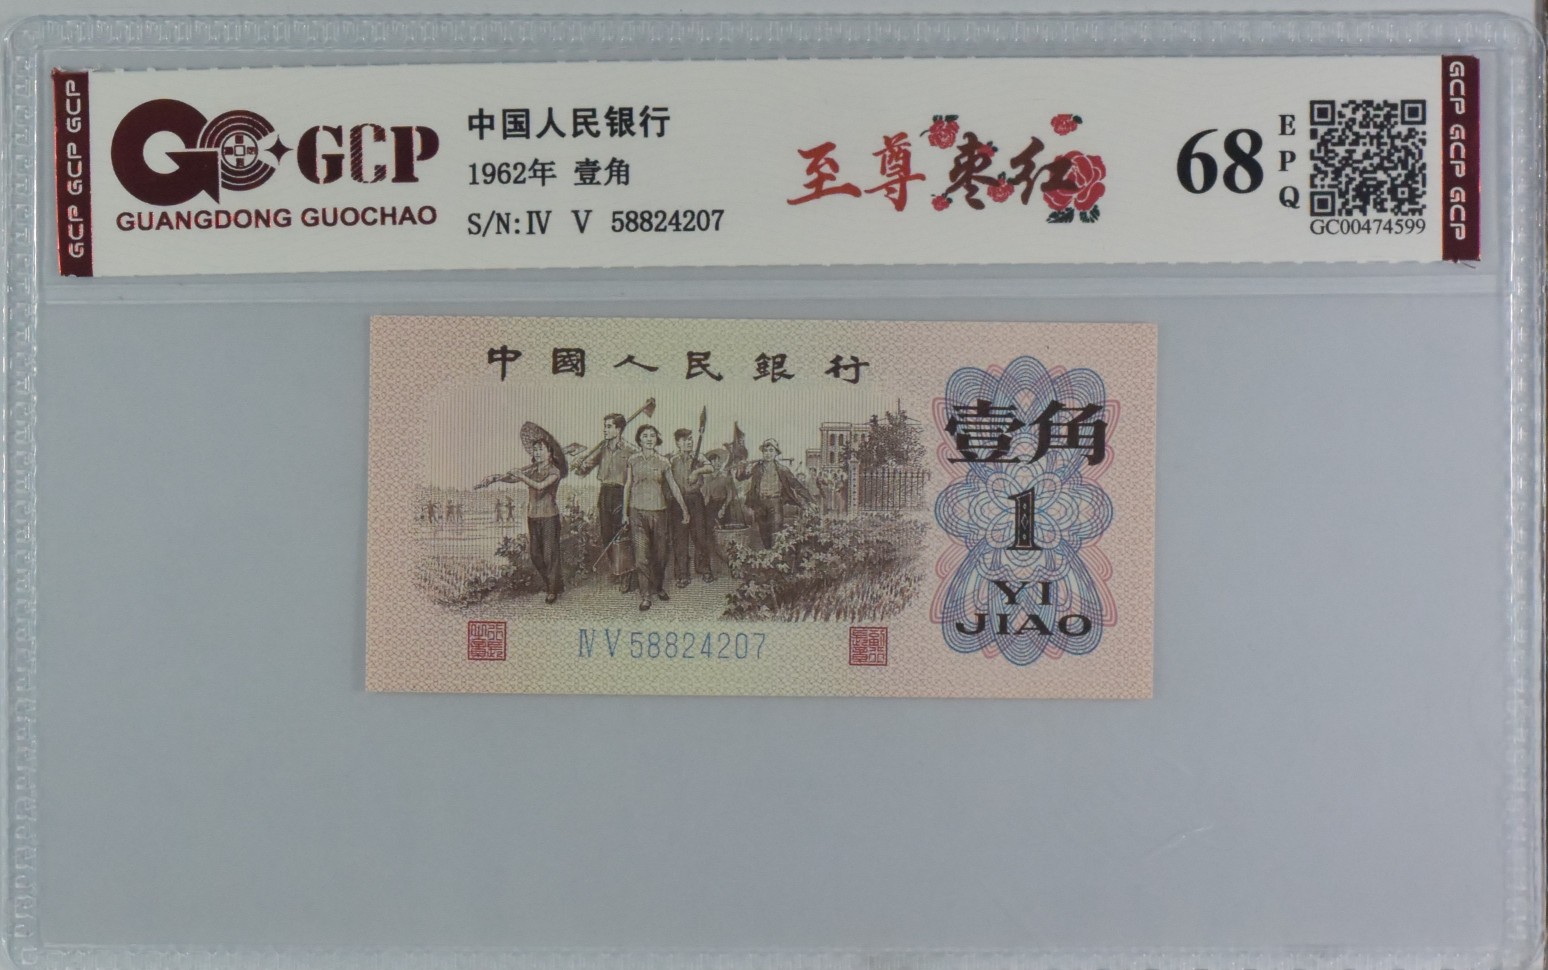 GCP GCP GCP
GCP
GUANGDONG GUOCHAO
中国人民银行
1962年 壹角
S/N:Ⅳ Ⅴ 58824207
至尊枣红
68
EPQ
GC00474599
GCP GCP GCP
中國人民銀行
壹角
1
YI
JIAO
ⅣⅤ58824207